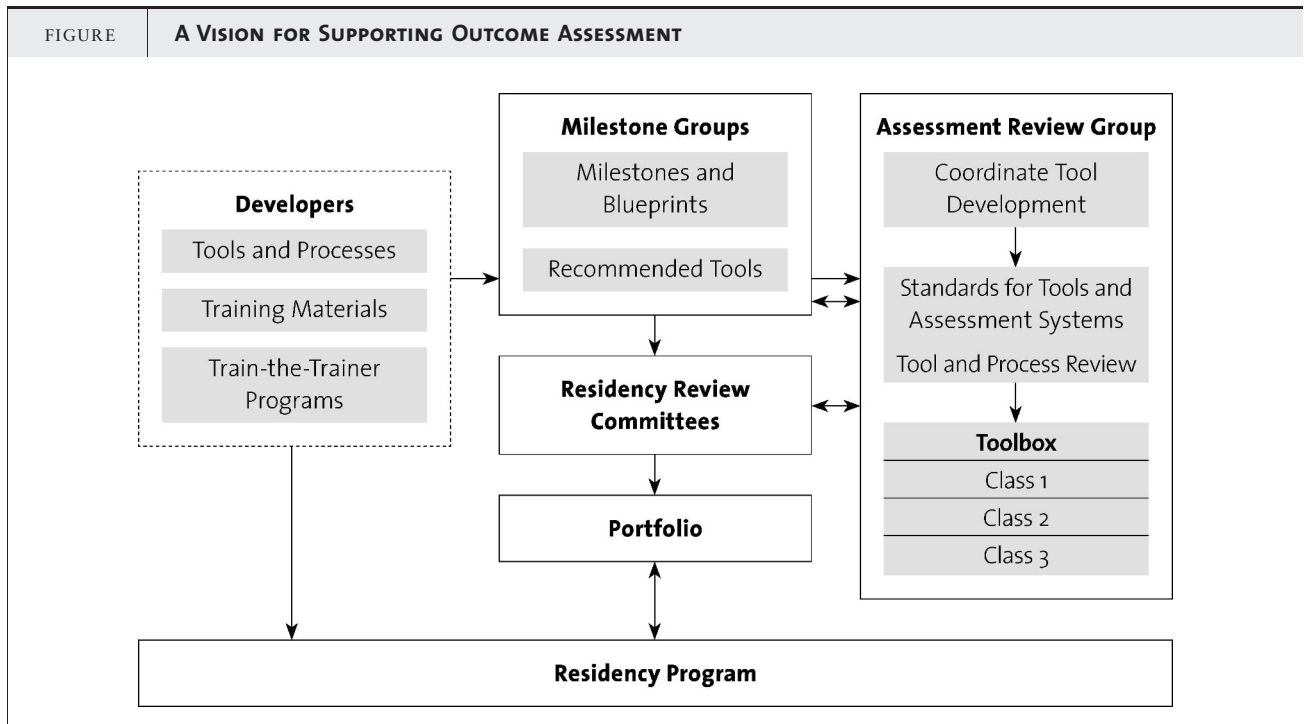 FIGURE
A Vision for Supporting Outcome Assessment
Developers
Tools and Processes
Training Materials
Train-the-Trainer
Programs
Milestone Groups
Milestones and
Blueprints
Recommended Tools
Residency Review
Committees
Portfolio
Assessment Review Group
Coordinate Tool
Development
Standards for Tools and
Assessment Systems
Tool and Process Review
Toolbox
Class 1
Class 2
Class 3
Residency Program